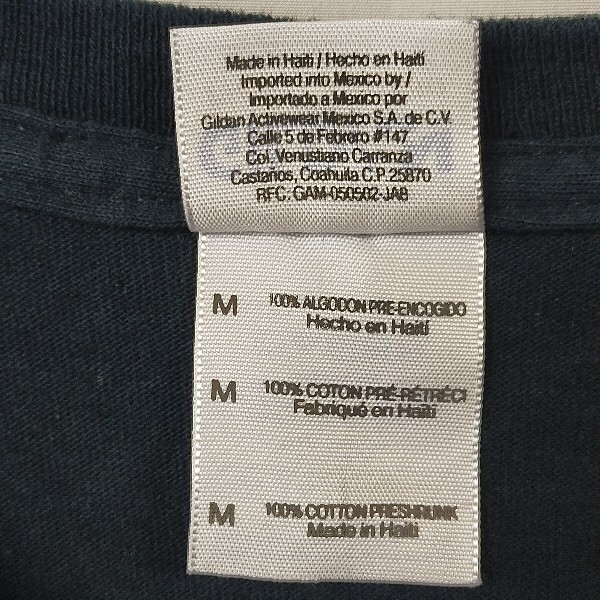 Made in Haiti / Hecho en Haití
Imported into Mexico by /
Importado a Mexico por
Gildan Activewear Mexico S.A. de C.V.
Calle 5 de Febrero #147
Col. Venustiano Carranza
Castaños, Coahuila C.P. 25870
RFC. GAM-050502-JA8
M 100% ALGODON PRE-ENCOGIDO
Hecho en Haití
M 100% COTON PRÉ-RÉTRÉCI
Fabriqué en Haïti
M 100% COTTON PRESHRUNK
Made in Haiti